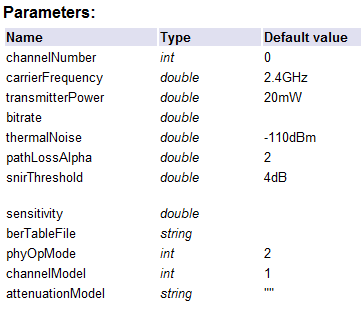 Parameters:
Name Type Default value
channelNumber int 0
carrierFrequency double 2.4GHz
transmitterPower double 20mW
bitrate double
thermalNoise double -110dBm
pathLossAlpha double 2
snirThreshold double 4dB
sensitivity double
berTableFile string
phyOpMode int 2
channelModel int 1
attenuationModel string ""